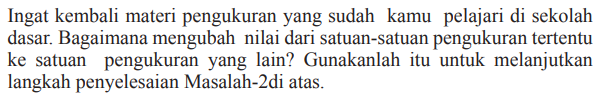 Ingat kembali materi pengukuran yang sudah kamu pelajari di sekolah
dasar. Bagaimana mengubah nilai dari satuan-satuan pengukuran tertentu
ke satuan pengukuran yang lain? Gunakanlah itu untuk melanjutkan
langkah penyelesaian Masalah-2di atas.